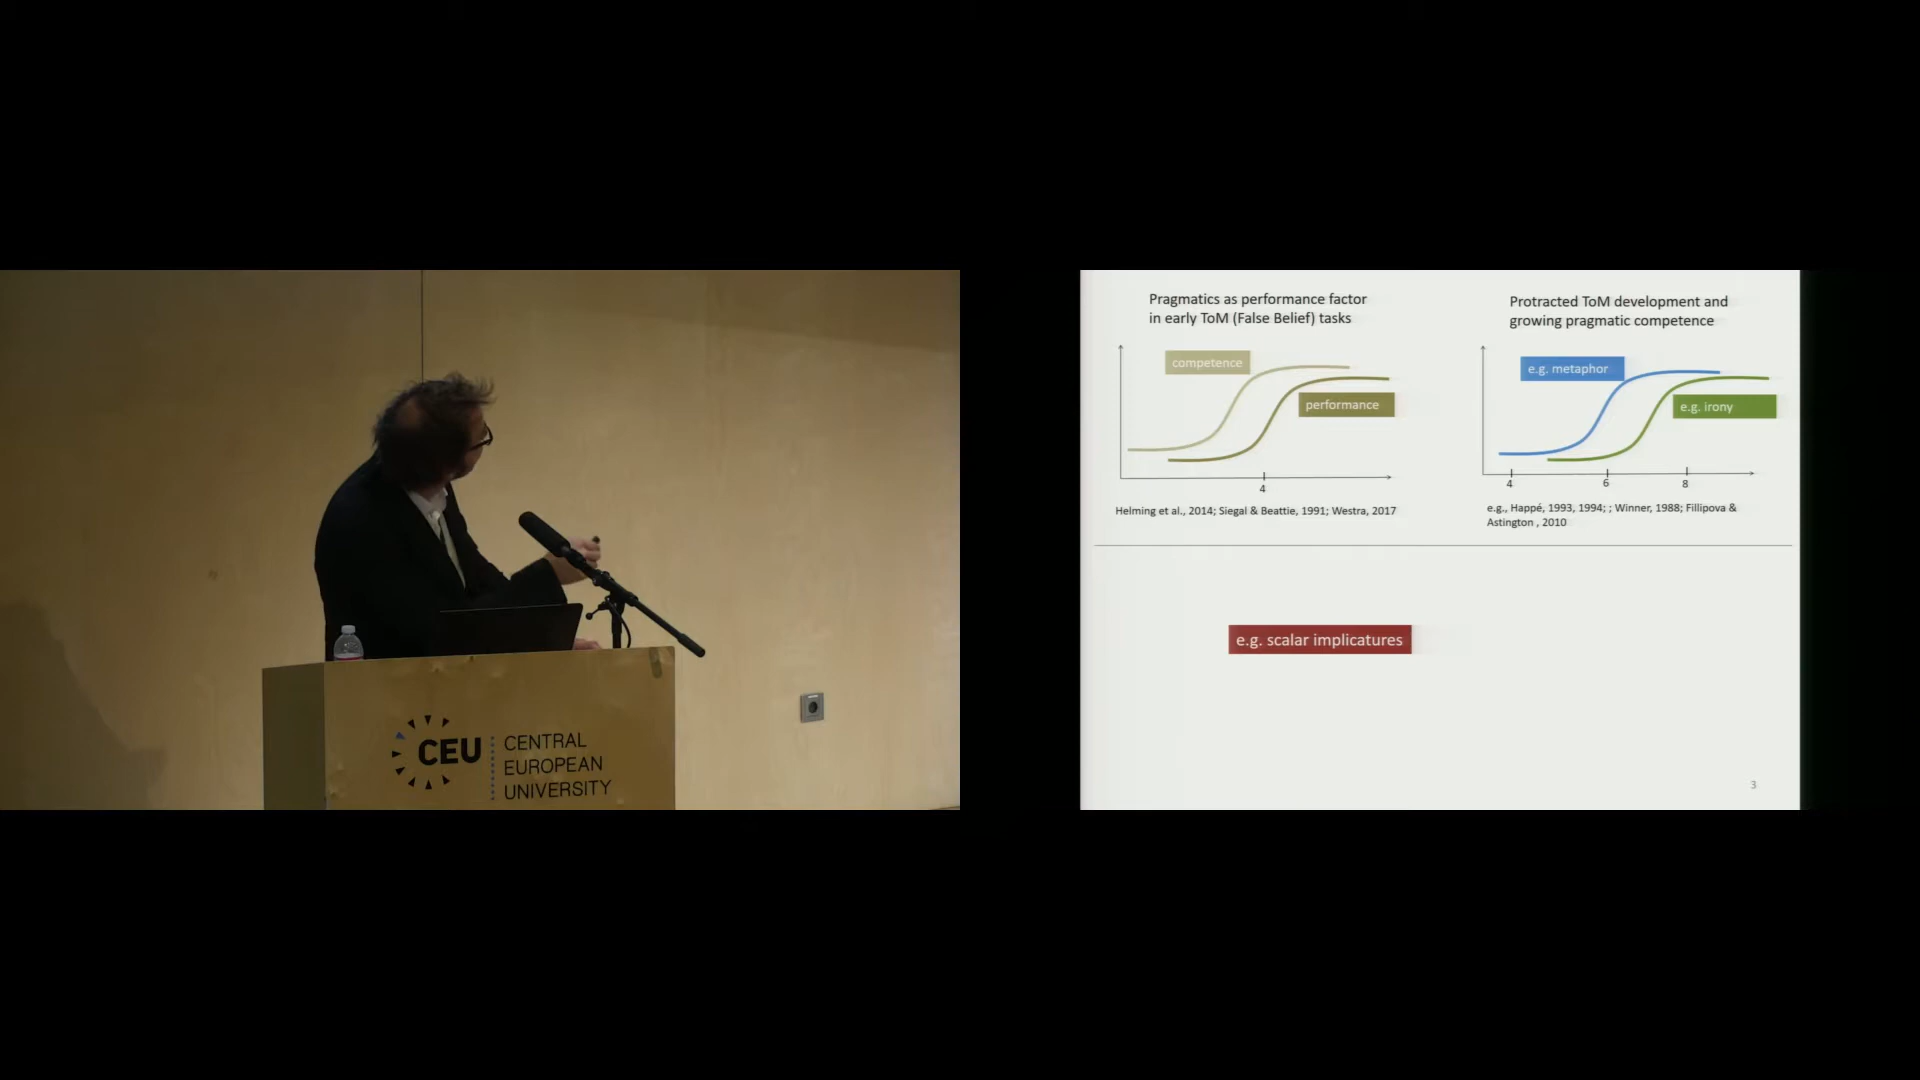 CEU
CENTRAL
EUROPEAN
UNIVERSITY
Pragmatics as performance factor
in early ToM (False Belief) tasks
competence
performance
4
Helming et al., 2014; Siegal & Beattie, 1991; Westra, 2017
Protracted ToM development and
growing pragmatic competence
e.g. metaphor
e.g. irony
4 6 8
e.g., Happé, 1993, 1994; ; Winner, 1988; Fillipova &
Astington , 2010
e.g. scalar implicatures
3